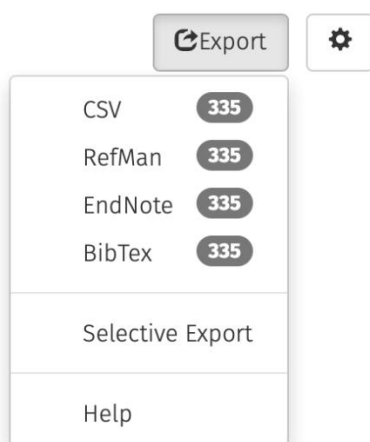 Export
CSV 335
RefMan 335
EndNote 335
BibTex 335
Selective Export
Help